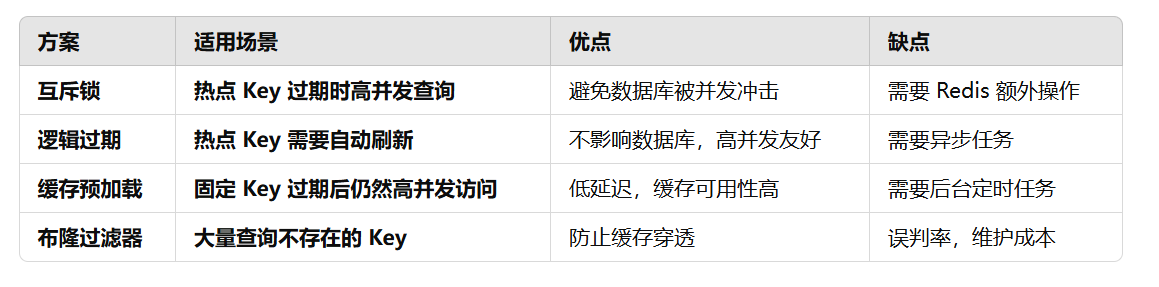 方案 适用场景 优点 缺点
互斥锁 热点 Key 过期时高并发查询 避免数据库被并发冲击 需要 Redis 额外操作
逻辑过期 热点 Key 需要自动刷新 不影响数据库，高并发友好 需要异步任务
缓存预加载 固定 Key 过期后仍然高并发访问 低延迟，缓存可用性高 需要后台定时任务
布隆过滤器 大量查询不存在的 Key 防止缓存穿透 误判率，维护成本